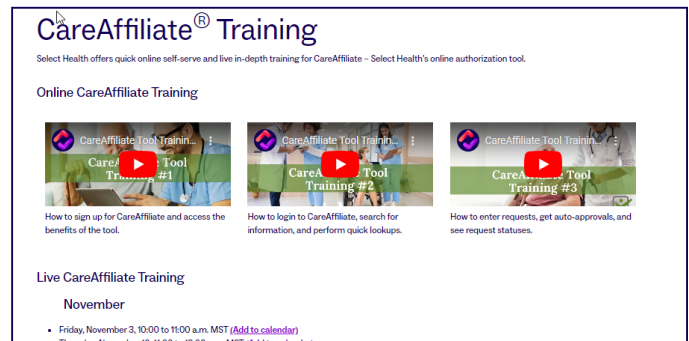 CareAffiliate® Training
Select Health offers quick online self-serve and live in-depth training for CareAffiliate – Select Health's online authorization tool.
Online CareAffiliate Training
CareAffiliate Tool Trainin...
CareAffiliate Tool Trainin...
CareAffiliate Tool Trainin...
Tool
Training #1
Tool
Training #2
Tool
Training #3
How to sign up for CareAffiliate and access the
benefits of the tool.
How to login to CareAffiliate, search for
information, and perform quick lookups.
How to enter requests, get auto-approvals, and
see request statuses.
Live CareAffiliate Training
November
• Friday, November 3, 10:00 to 11:00 a.m. MST (Add to calendar)